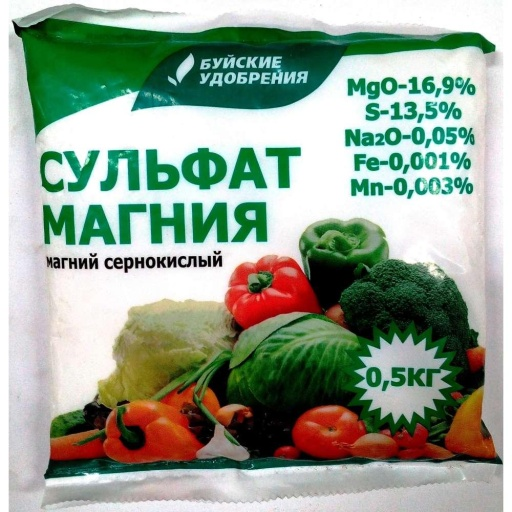 БУЙСКИЕ
УДОБРЕНИЯ
MgO-16,9%
S-13,5%
Na₂O-0,05%
Fe-0,001%
Mn-0,003%
СУЛЬФАТ
МАГНИЯ
магний сернокислый
0,5КГ